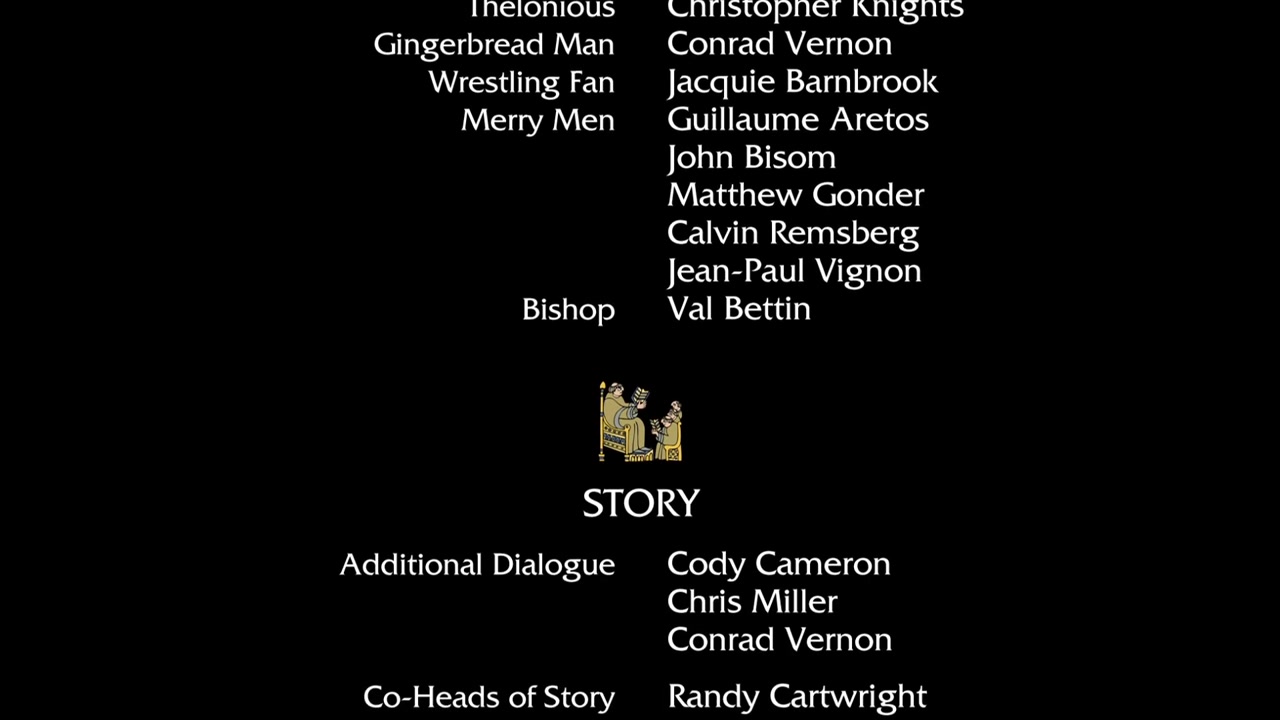 Thelonious Christopher Knights
Gingerbread Man Conrad Vernon
Wrestling Fan Jacquie Barnbrook
Merry Men Guillaume Aretos
John Bisom
Matthew Gonder
Calvin Remsberg
Jean-Paul Vignon
Bishop Val Bettin
STORY
Additional Dialogue Cody Cameron
Chris Miller
Conrad Vernon
Co-Heads of Story Randy Cartwright